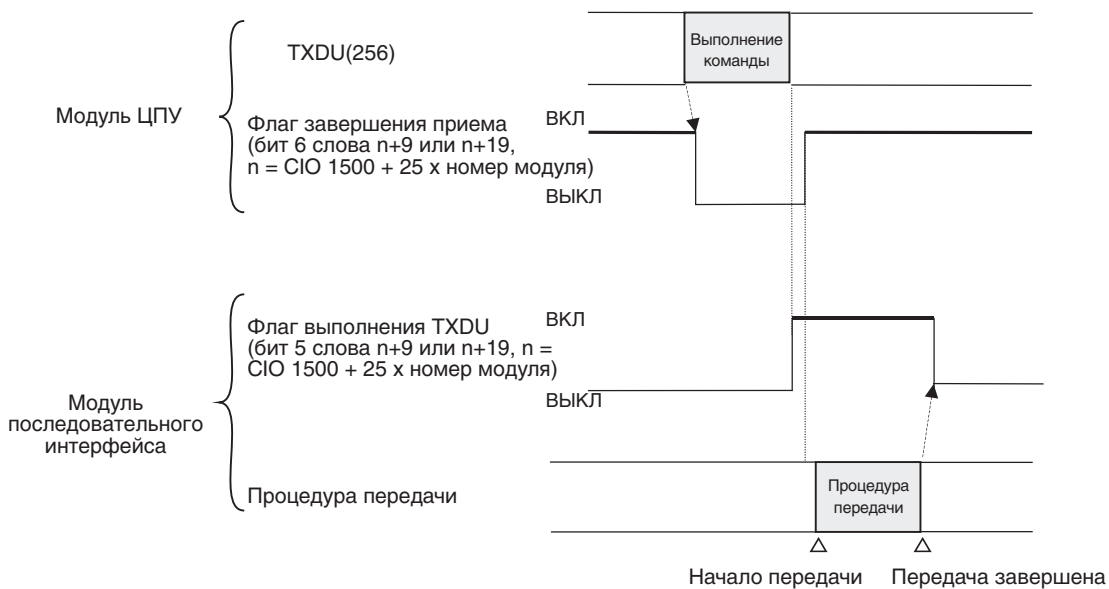 TXDU(256)
Выполнение
команды
Модуль ЦПУ
Флаг завершения приема
(бит 6 слова n+9 или n+19,
n = CIO 1500 + 25 x номер модуля)
ВКЛ
ВЫКЛ
Флаг выполнения TXDU
(бит 5 слова n+9 или n+19, n =
CIO 1500 + 25 x номер модуля)
ВКЛ
ВЫКЛ
Модуль
последовательного
интерфейса
Процедура передачи
Процедура
передачи
Начало передачи
Передача завершена